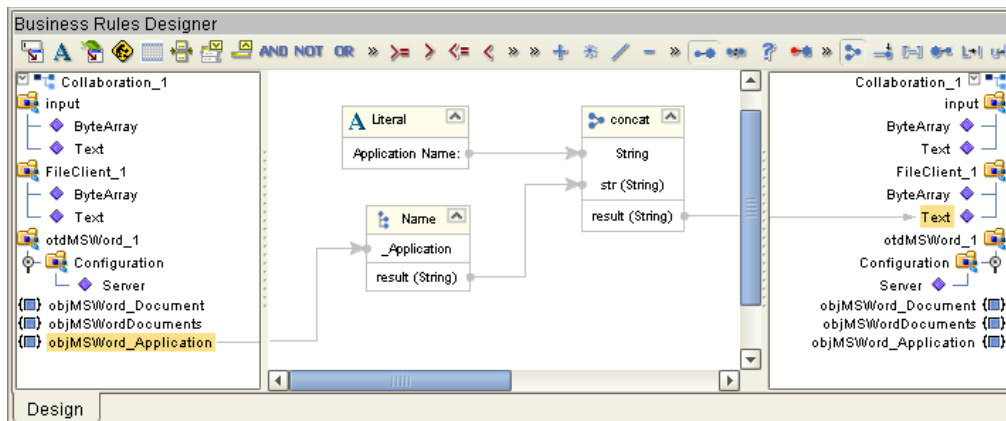 Business Rules Designer
A AND NOT OR » >= > <= < » » + / - » ? »
Collaboration_1
input
ByteArray
Text
FileClient_1
ByteArray
Text
otdMSWord_1
Configuration
Server
objMSWord_Document
objMSWordDocuments
objMSWord_Application
A Literal
Application Name:
Name
_Application
result (String)
concat
String
str (String)
result (String)
Collaboration_1
input
ByteArray
Text
FileClient_1
ByteArray
Text
otdMSWord_1
Configuration
Server
objMSWord_Document
objMSWordDocuments
objMSWord_Application
Design